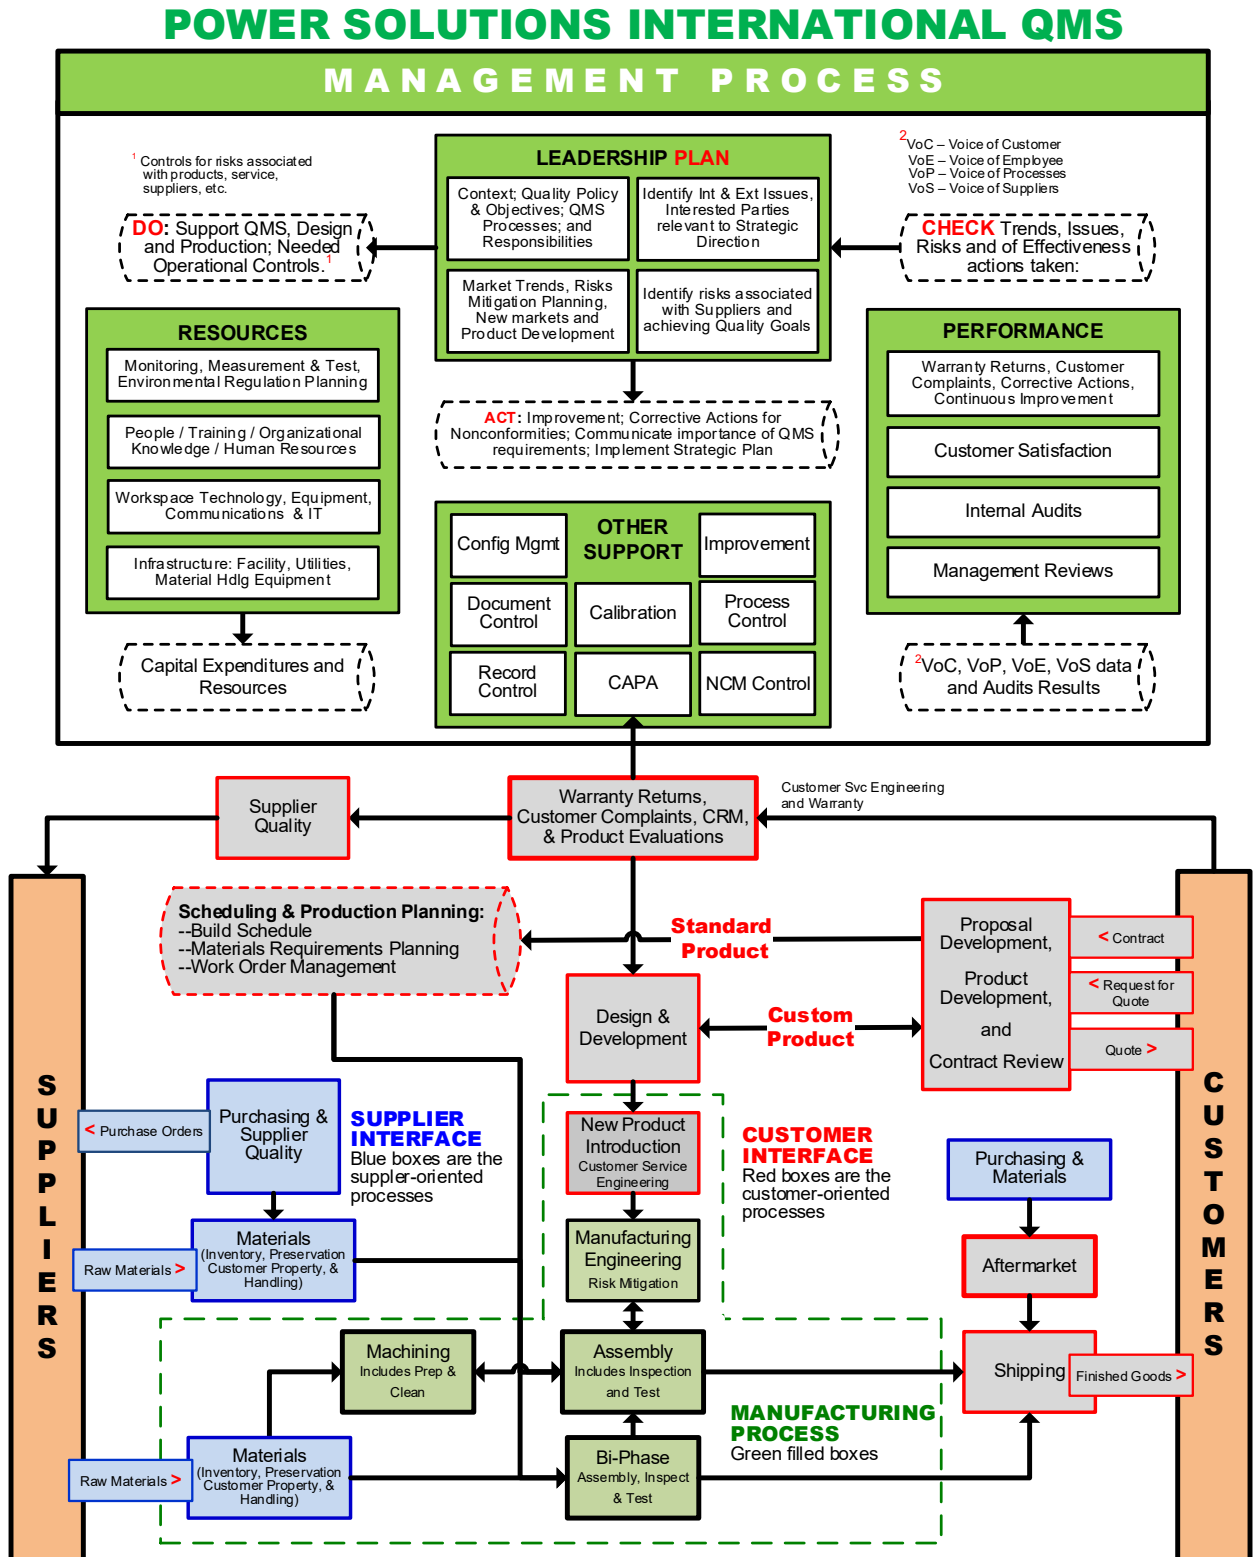 POWER SOLUTIONS INTERNATIONAL QMS
MANAGEMENT PROCESS
1 Controls for risks associated
with products, service,
suppliers, etc.
2
VoC – Voice of Customer
VoE – Voice of Employee
VoP – Voice of Processes
VoS – Voice of Suppliers
LEADERSHIP PLAN
Context; Quality Policy
& Objectives; QMS
Processes; and
Responsibilities
Identify Int & Ext Issues,
Interested Parties
relevant to Strategic
Direction
Market Trends, Risks
Mitigation Planning,
New markets and
Product Development
Identify risks associated
with Suppliers and
achieving Quality Goals
DO: Support QMS, Design
and Production; Needed
Operational Controls.1
CHECK Trends, Issues,
Risks and of Effectiveness
actions taken:
RESOURCES
Monitoring, Measurement & Test,
Environmental Regulation Planning
People / Training / Organizational
Knowledge / Human Resources
Workspace Technology, Equipment,
Communications & IT
Infrastructure: Facility, Utilities,
Material Hdlg Equipment
ACT: Improvement; Corrective Actions for
Nonconformities; Communicate importance of QMS
requirements; Implement Strategic Plan
PERFORMANCE
Warranty Returns, Customer
Complaints, Corrective Actions,
Continuous Improvement
Customer Satisfaction
Internal Audits
Management Reviews
OTHER
SUPPORT
Config Mgmt
Improvement
Document
Control
Calibration
Process
Control
Record
Control
CAPA
NCM Control
Capital Expenditures and
Resources
2VoC, VoP, VoE, VoS data
and Audits Results
Supplier
Quality
Warranty Returns,
Customer Complaints, CRM,
& Product Evaluations
Customer Svc Engineering
and Warranty
Scheduling & Production Planning:
--Build Schedule
--Materials Requirements Planning
--Work Order Management
Standard
Product
Proposal
Development,
Product
Development,
and
Contract Review
< Contract
< Request for
Quote
Quote >
Design &
Development
Custom
Product
SUPPLIERS
CUSTOMERS
< Purchase Orders
Purchasing &
Supplier
Quality
SUPPLIER
INTERFACE
Blue boxes are the
suppler-oriented
processes
New Product
Introduction
Customer Service
Engineering
CUSTOMER
INTERFACE
Red boxes are the
customer-oriented
processes
Purchasing &
Materials
Raw Materials >
Materials
(Inventory, Preservation
Customer Property, &
Handling)
Manufacturing
Engineering
Risk Mitigation
Aftermarket
Machining
Includes Prep &
Clean
Assembly
Includes Inspection
and Test
Shipping
Finished Goods >
MANUFACTURING
PROCESS
Green filled boxes
Raw Materials >
Materials
(Inventory, Preservation
Customer Property, &
Handling)
Bi-Phase
Assembly, Inspect
& Test